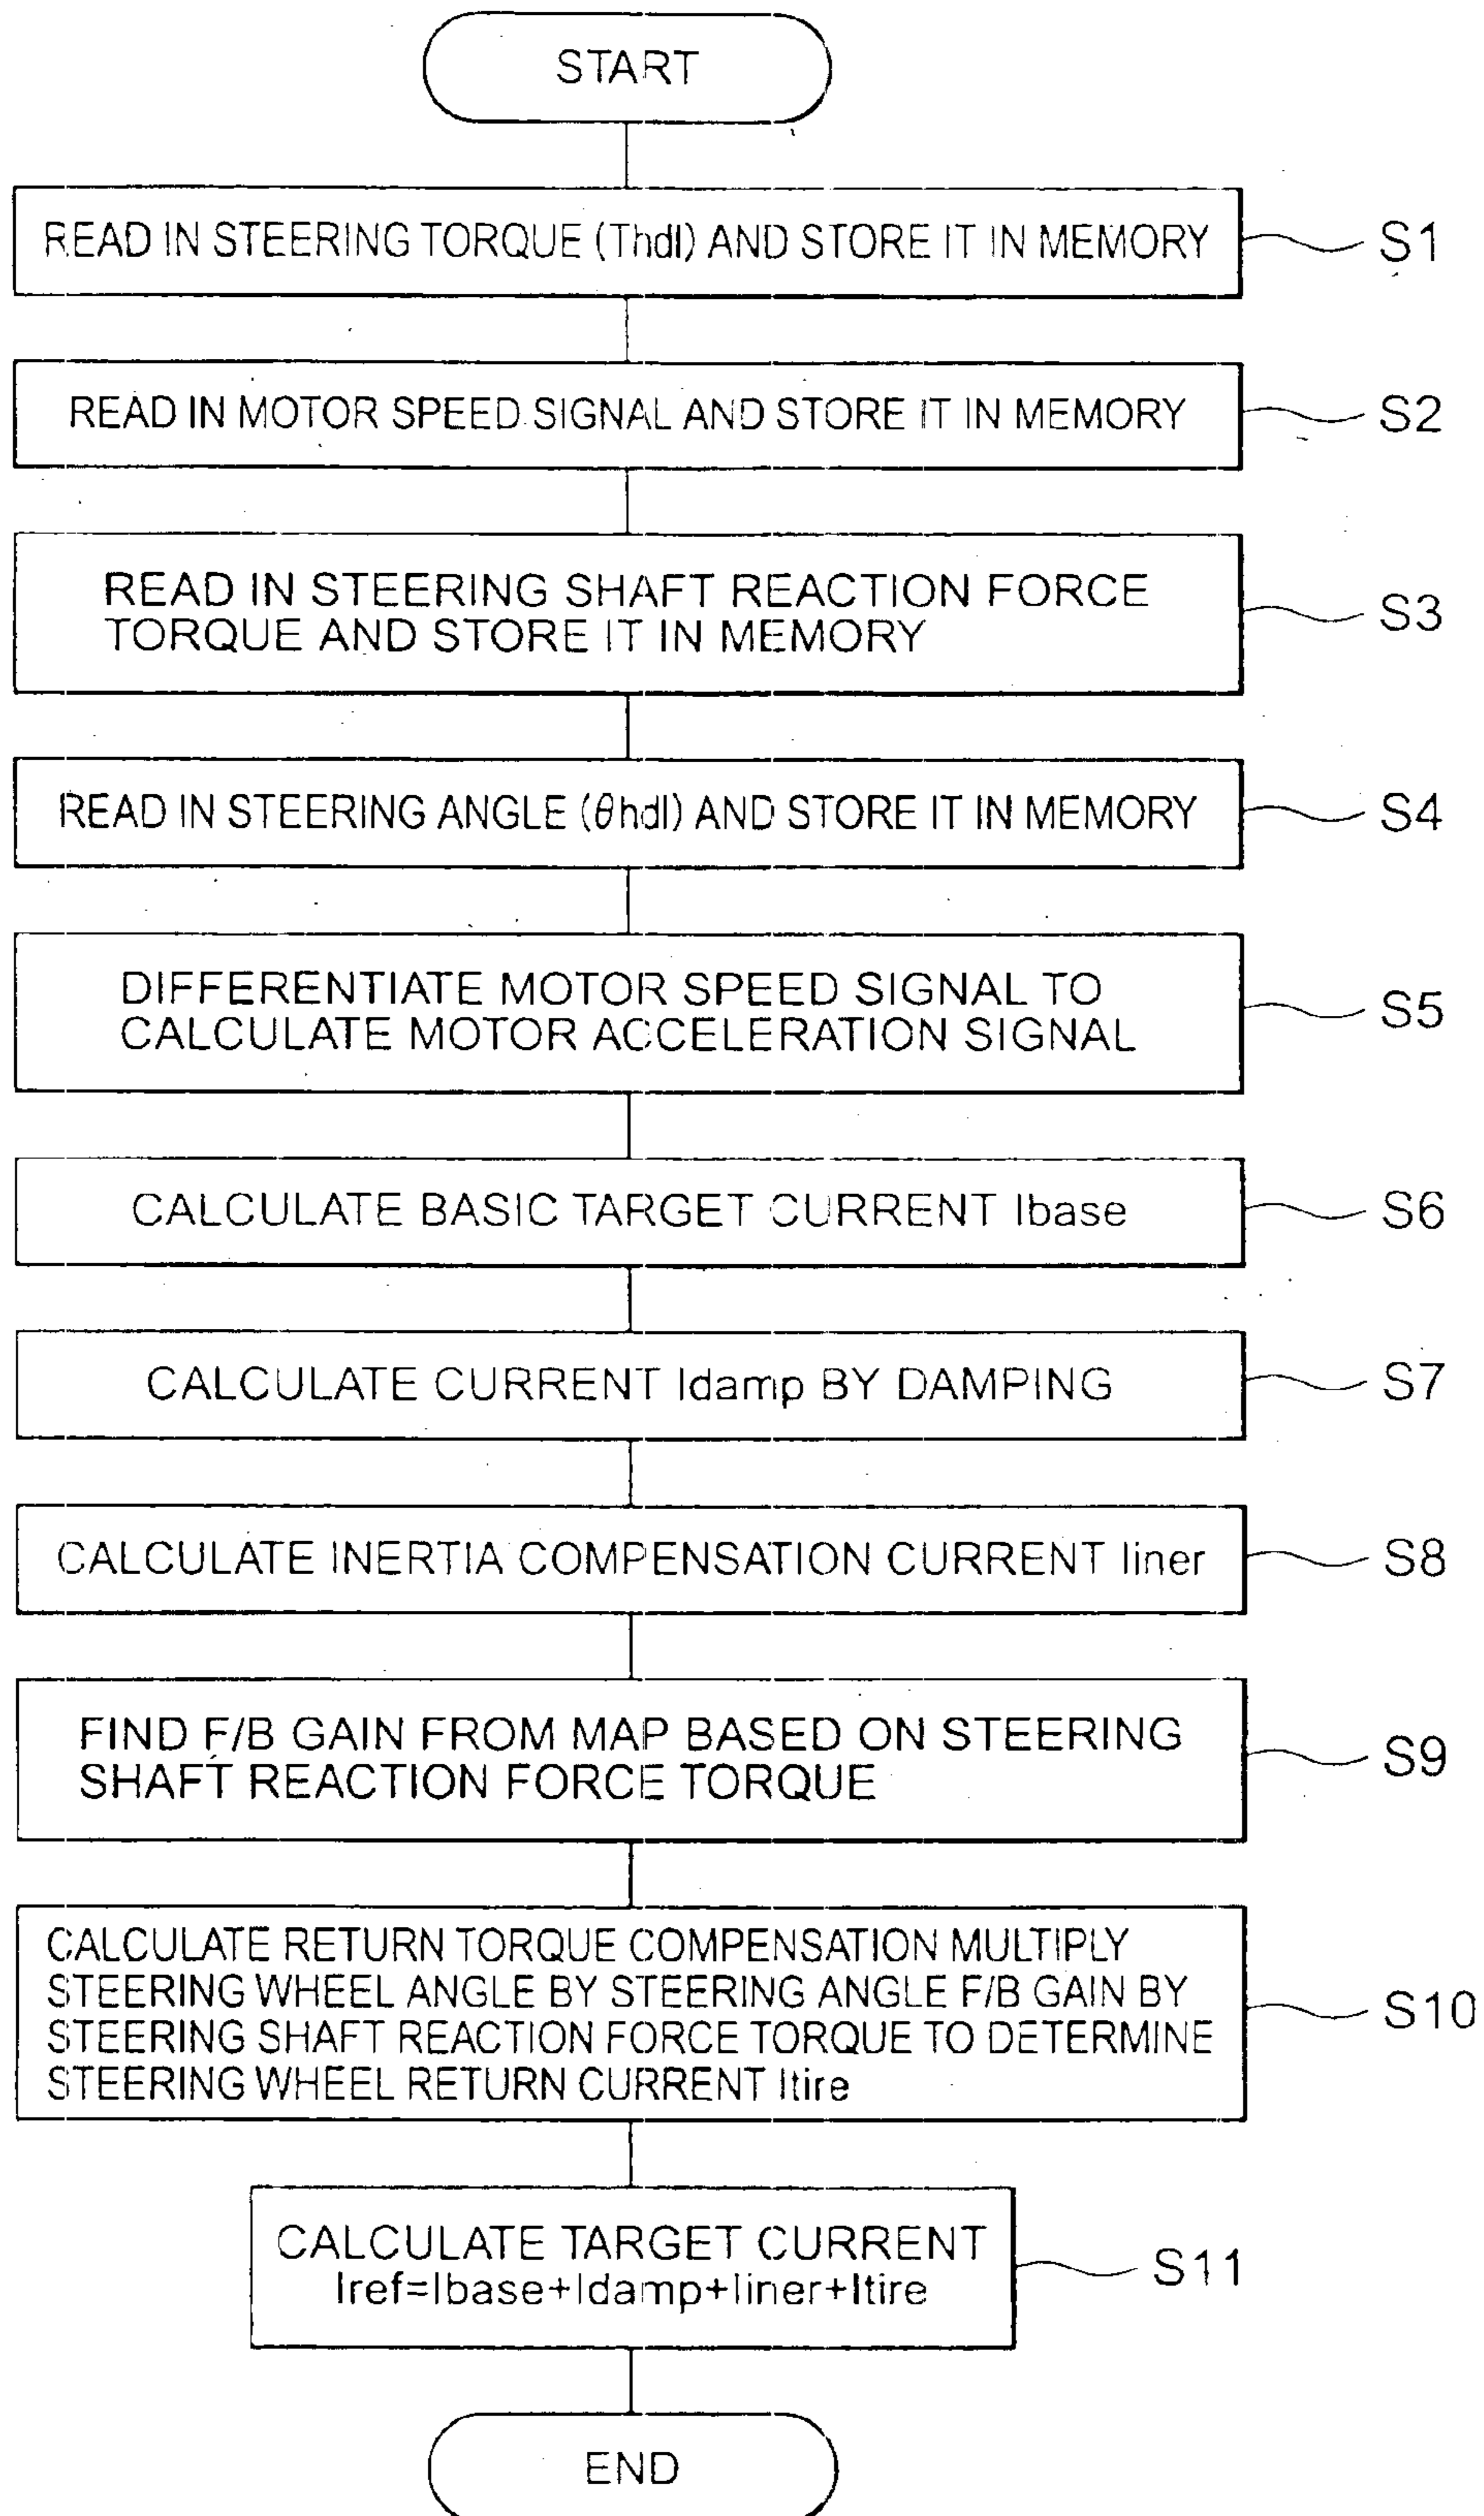 START
READ IN STEERING TORQUE (Thdl) AND STORE IT IN MEMORY
S1
READ IN MOTOR SPEED SIGNAL AND STORE IT IN MEMORY
S2
READ IN STEERING SHAFT REACTION FORCE
TORQUE AND STORE IT IN MEMORY
S3
READ IN STEERING ANGLE (θhdl) AND STORE IT IN MEMORY
S4
DIFFERENTIATE MOTOR SPEED SIGNAL TO
CALCULATE MOTOR ACCELERATION SIGNAL
S5
CALCULATE BASIC TARGET CURRENT Ibase
S6
CALCULATE CURRENT Idamp BY DAMPING
S7
CALCULATE INERTIA COMPENSATION CURRENT Iiner
S8
FIND F/B GAIN FROM MAP BASED ON STEERING
SHAFT REACTION FORCE TORQUE
S9
CALCULATE RETURN TORQUE COMPENSATION MULTIPLY
STEERING WHEEL ANGLE BY STEERING ANGLE F/B GAIN BY
STEERING SHAFT REACTION FORCE TORQUE TO DETERMINE
STEERING WHEEL RETURN CURRENT Itire
S10
CALCULATE TARGET CURRENT
Iref=Ibase+Idamp+Iiner+Itire
S11
END